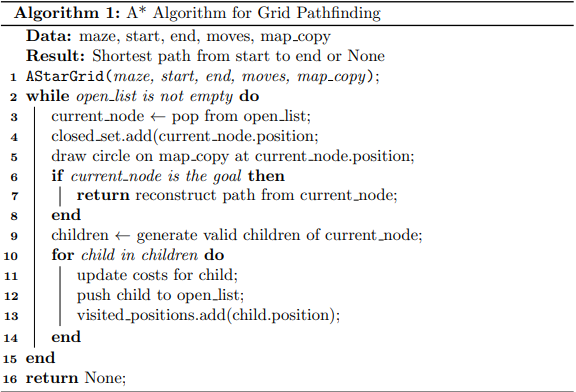 Algorithm 1: A* Algorithm for Grid Pathfinding
Data: maze, start, end, moves, map_copy
Result: Shortest path from start to end or None
1 AStarGrid(maze, start, end, moves, map_copy);
2 while open_list is not empty do
3 current_node ← pop from open_list;
4 closed_set.add(current_node.position;
5 draw circle on map_copy at current_node.position;
6 if current_node is the goal then
7 return reconstruct path from current_node;
8 end
9 children ← generate valid children of current_node;
10 for child in children do
11 update costs for child;
12 push child to open_list;
13 visited_positions.add(child.position);
14 end
15 end
16 return None;